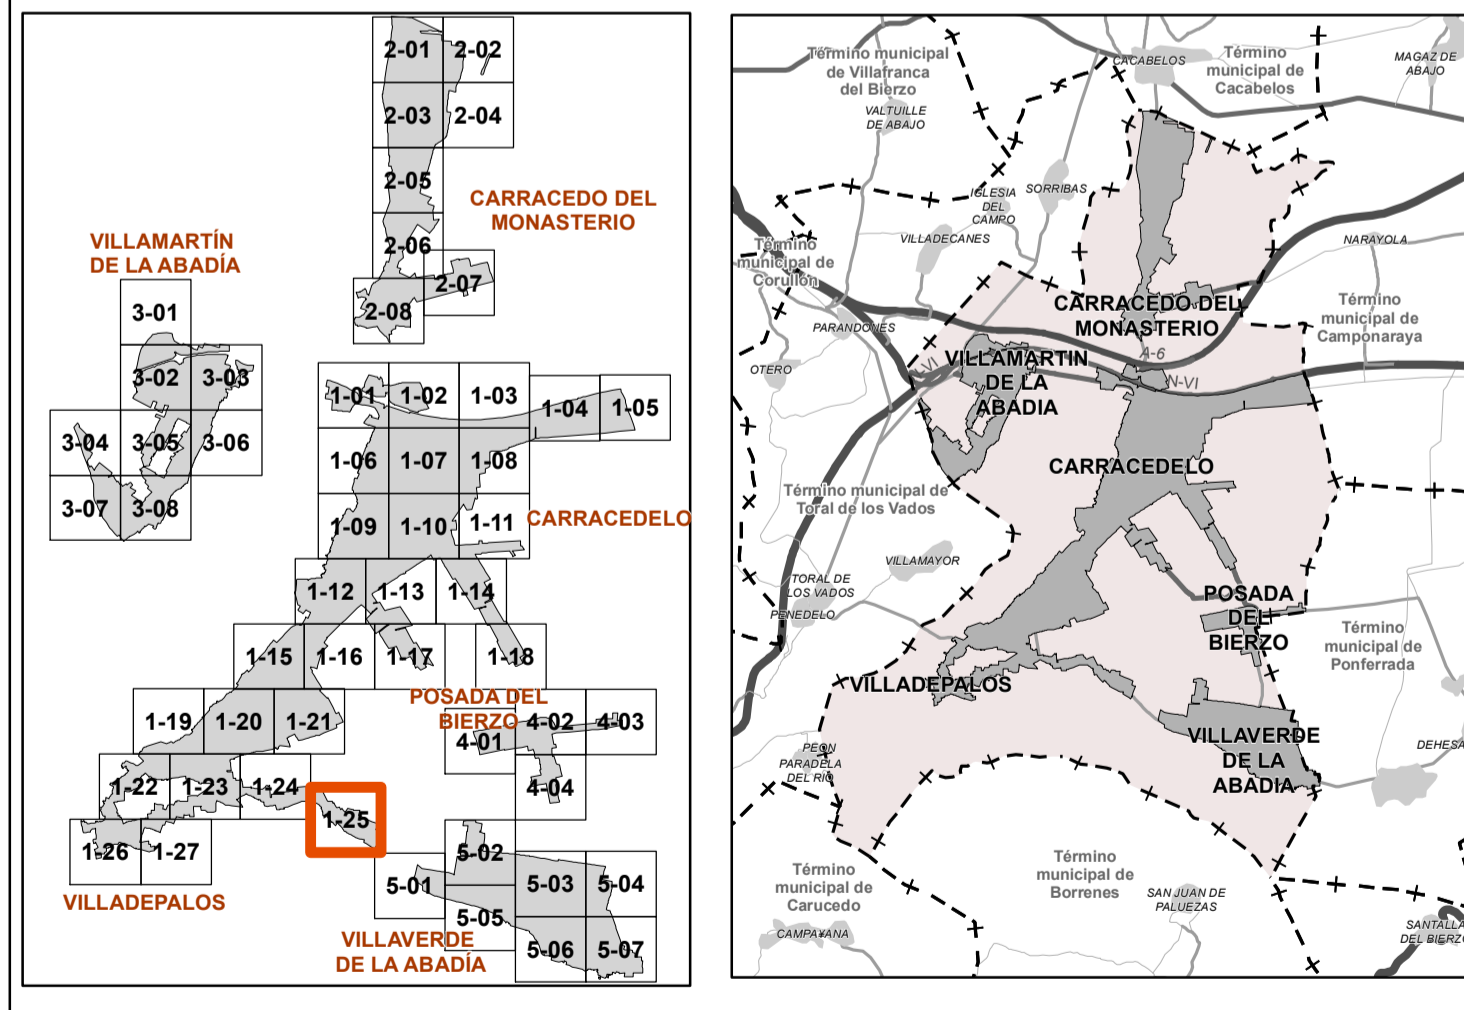 2-01
2-02
2-03
2-04
2-05
2-06
2-07
2-08
CARRACEDO DEL
MONASTERIO
VILLAMARTÍN
DE LA ABADÍA
3-01
3-02
3-03
3-04
3-05
3-06
3-07
3-08
1-01
1-02
1-03
1-04
1-05
1-06
1-07
1-08
1-09
1-10
1-11
CARRACEDELO
1-12
1-13
1-14
1-15
1-16
1-17
1-18
1-19
1-20
1-21
POSADA DEL
BIERZO
4-01
4-02
4-03
4-04
1-22
1-23
1-24
1-25
1-26
1-27
VILLADEPALOS
5-01
5-02
5-03
5-04
5-05
5-06
5-07
VILLAVERDE
DE LA ABADÍA
Término municipal
de Villafranca
del Bierzo
CACABELOS
Término
municipal de
Cacabelos
MAGAZ DE
ABAJO
VALTUILLE
DE ABAJO
IGLESIA
DEL
CAMPO
SORRIBAS
VILLADECANES
NARAYOLA
Término
municipal de
Corullón
CARRACEDO DEL
MONASTERIO
Término
municipal de
Camponaraya
PARANDONES
OTERO
A-6
N-VI
VILLAMARTIN
DE LA
ABADIA
N-VI
CARRACEDELO
Término municipal de
Toral de los Vados
VILLAMAYOR
TORAL DE
LOS VADOS
PENEDELO
POSADA
DEL
BIERZO
Término
municipal de
Ponferrada
VILLADEPALOS
VILLAVERDE
DE LA
ABADIA
DEHESA
PEON
PARADELA
DEL RÍO
Término
municipal de
Carucedo
Término
municipal de
Borrenes
SAN JUAN DE
PALUEZAS
CAMPA¥ANA
SANTALLA
DEL BIERZO